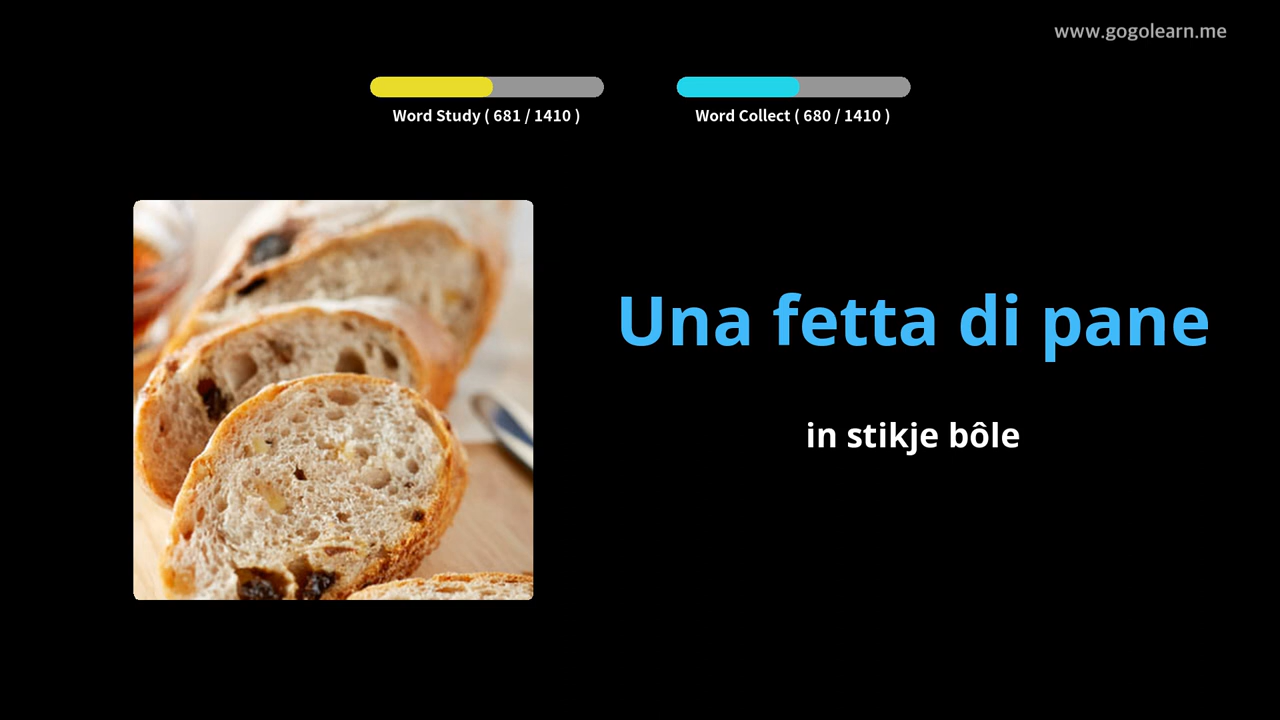 www.gogolearn.me
Word Study ( 681 / 1410 )
Word Collect ( 680 / 1410 )
Una fetta di pane
in stikje bôle